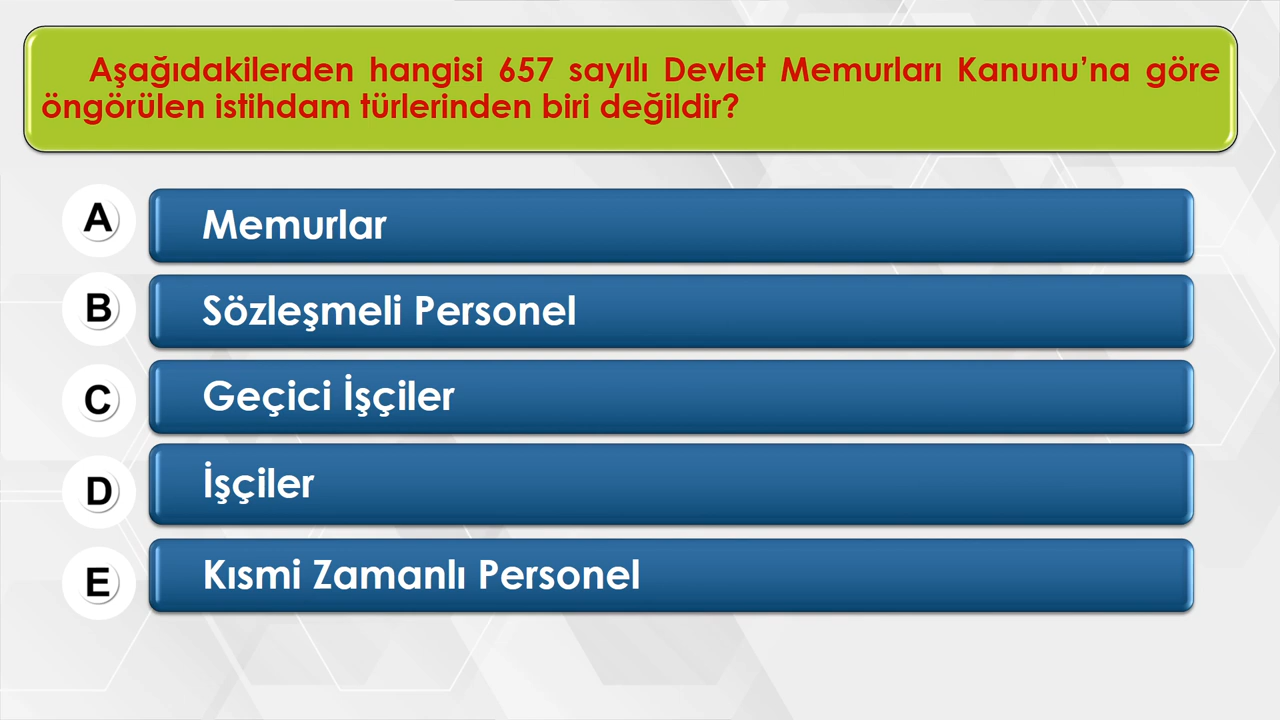 Aşağıdakilerden hangisi 657 sayılı Devlet Memurları Kanunu’na göre
öngörülen istihdam türlerinden biri değildir?
A Memurlar
B Sözleşmeli Personel
C Geçici İşçiler
D İşçiler
E Kısmi Zamanlı Personel